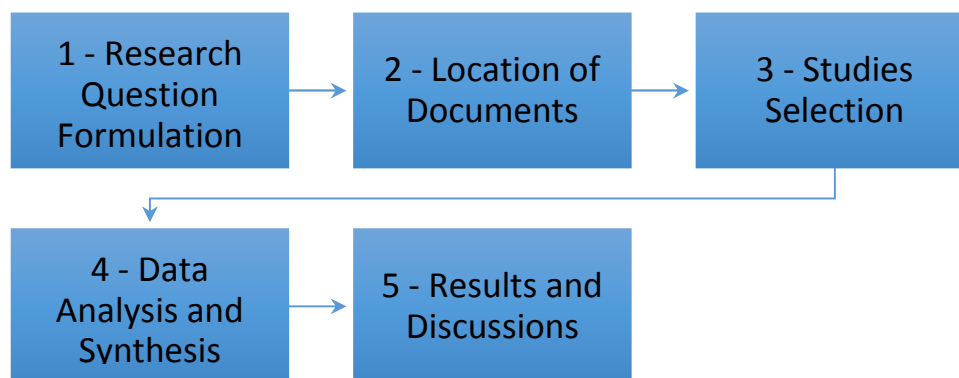 1 - Research
Question
Formulation
2 - Location of
Documents
3 - Studies
Selection
4 - Data
Analysis and
Synthesis
5 - Results and
Discussions